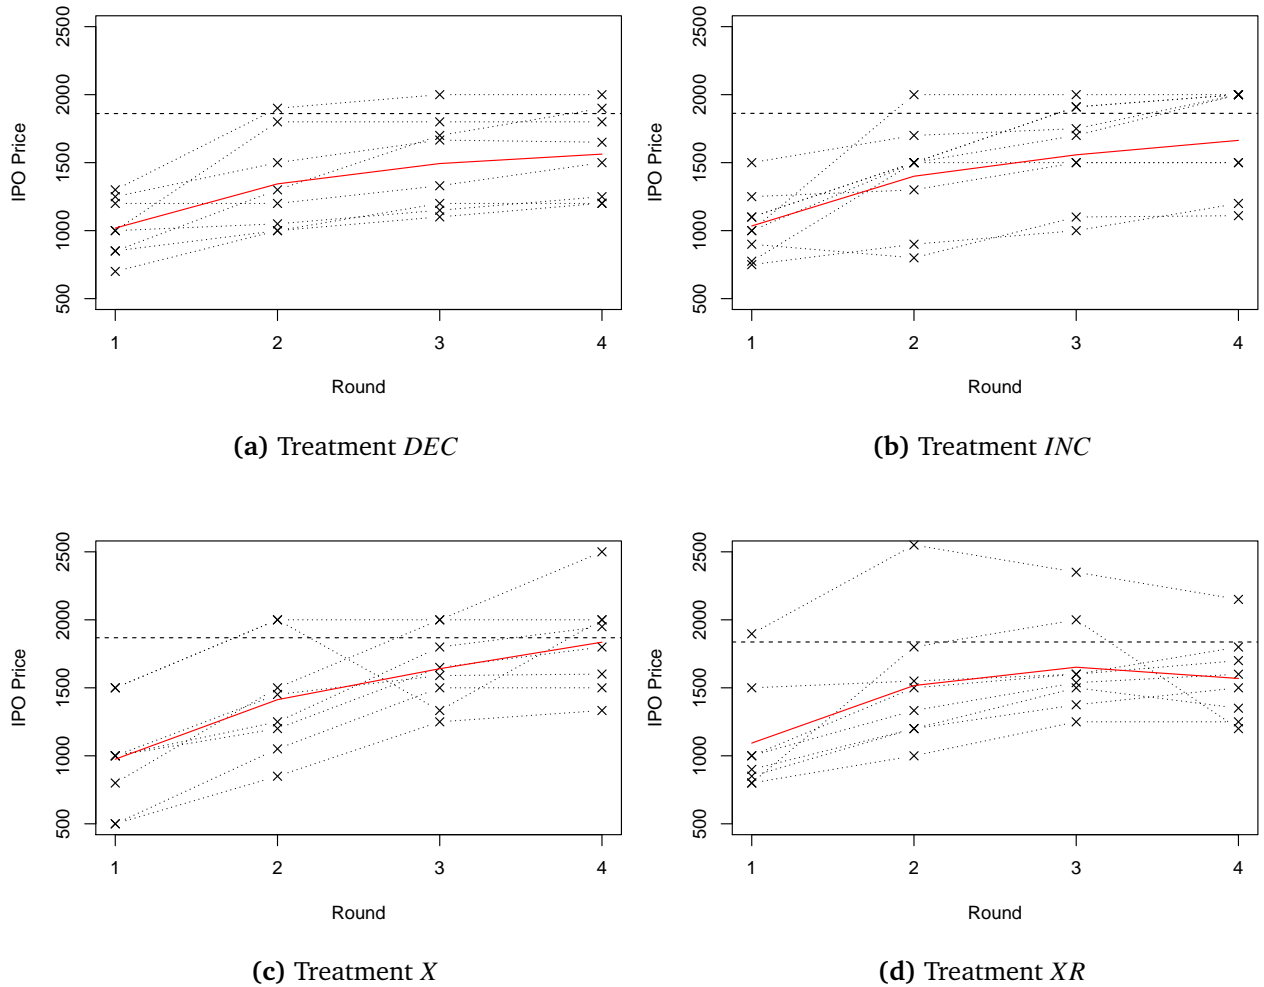 2500
2000
1500
1000
500
IPO Price
1 2 3 4
Round
(a) Treatment DEC
2500
2000
1500
1000
500
IPO Price
1 2 3 4
Round
(b) Treatment INC
2500
2000
1500
1000
500
IPO Price
1 2 3 4
Round
(c) Treatment X
2500
2000
1500
1000
500
IPO Price
1 2 3 4
Round
(d) Treatment XR